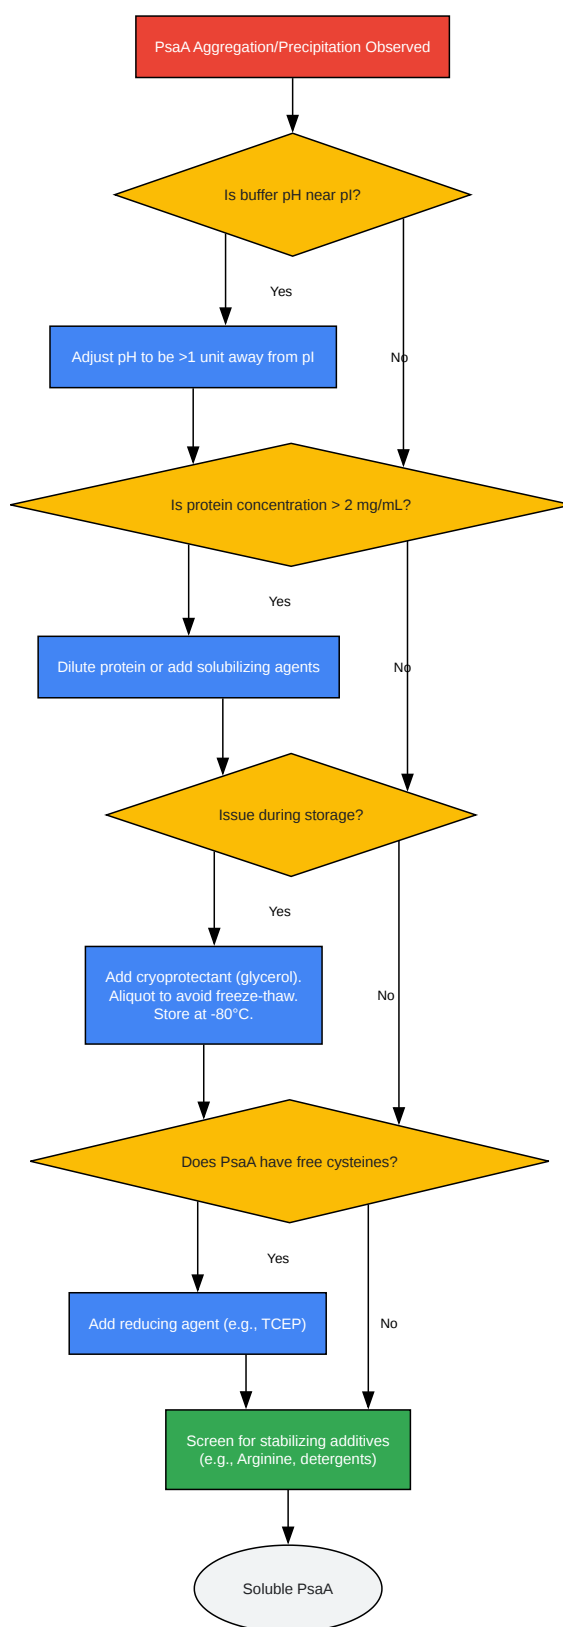 PsaA Aggregation/Precipitation Observed
Is buffer pH near pI?
Yes
Adjust pH to be >1 unit away from pI
No
Is protein concentration > 2 mg/mL?
Yes
Dilute protein or add solubilizing agents
No
Issue during storage?
Yes
Add cryoprotectant (glycerol).
Aliquot to avoid freeze-thaw.
Store at -80°C.
No
Does PsaA have free cysteines?
Yes
Add reducing agent (e.g., TCEP)
No
Screen for stabilizing additives
(e.g., Arginine, detergents)
Soluble PsaA